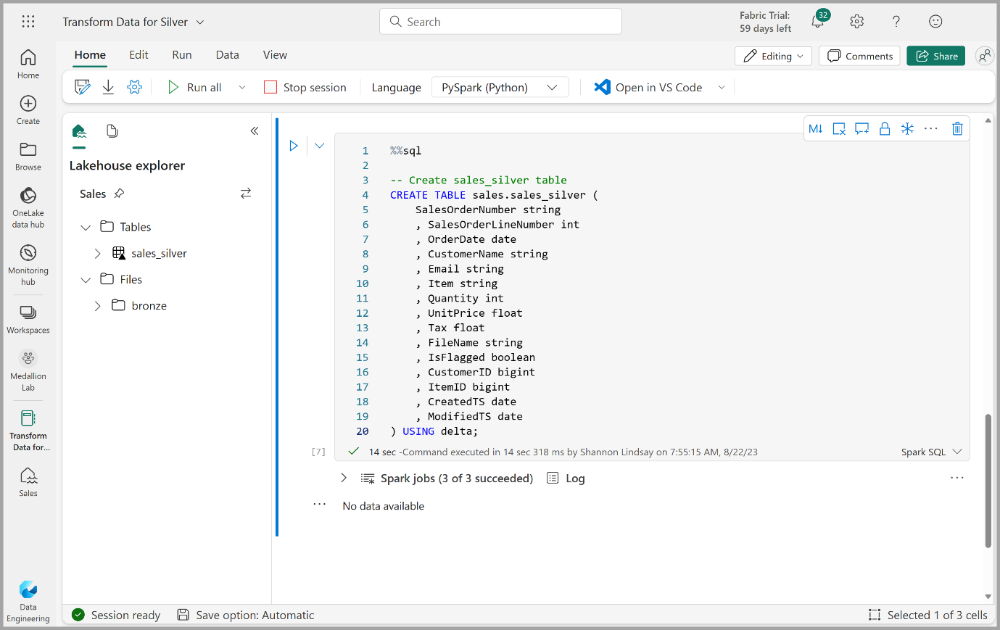 Transform Data for Silver
Search
Fabric Trial:
59 days left
32
Home
Edit
Run
Data
View
Editing
Comments
Share
Run all
Stop session
Language
PySpark (Python)
Open in VS Code
Home
Create
Browse
OneLake
data hub
Monitoring
hub
Workspaces
Medallion
Lab
Transform
Data for...
Sales
Data
Engineering
Lakehouse explorer
Sales
Tables
sales_silver
Files
bronze
M↓
1 %%sql
2
3 -- Create sales_silver table
4 CREATE TABLE sales.sales_silver (
5 SalesOrderNumber string
6 , SalesOrderLineNumber int
7 , OrderDate date
8 , CustomerName string
9 , Email string
10 , Item string
11 , Quantity int
12 , UnitPrice float
13 , Tax float
14 , FileName string
15 , IsFlagged boolean
16 , CustomerID bigint
17 , ItemID bigint
18 , CreatedTS date
19 , ModifiedTS date
20 ) USING delta;
[7]
14 sec -Command executed in 14 sec 318 ms by Shannon Lindsay on 7:55:15 AM, 8/22/23
Spark SQL
Spark jobs (3 of 3 succeeded)
Log
No data available
Session ready
Save option: Automatic
Selected 1 of 3 cells